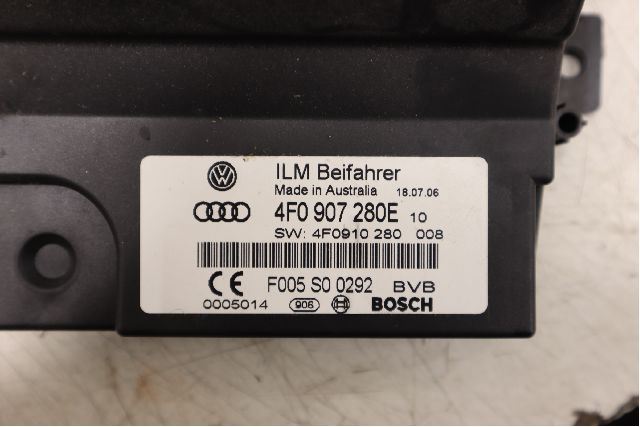 ILM Beifahrer
Made in Australia 18.07.06
4F0 907 280E 10
SW: 4F0910 280 008
CE F005 S0 0292 BVB
0005014 906 BOSCH